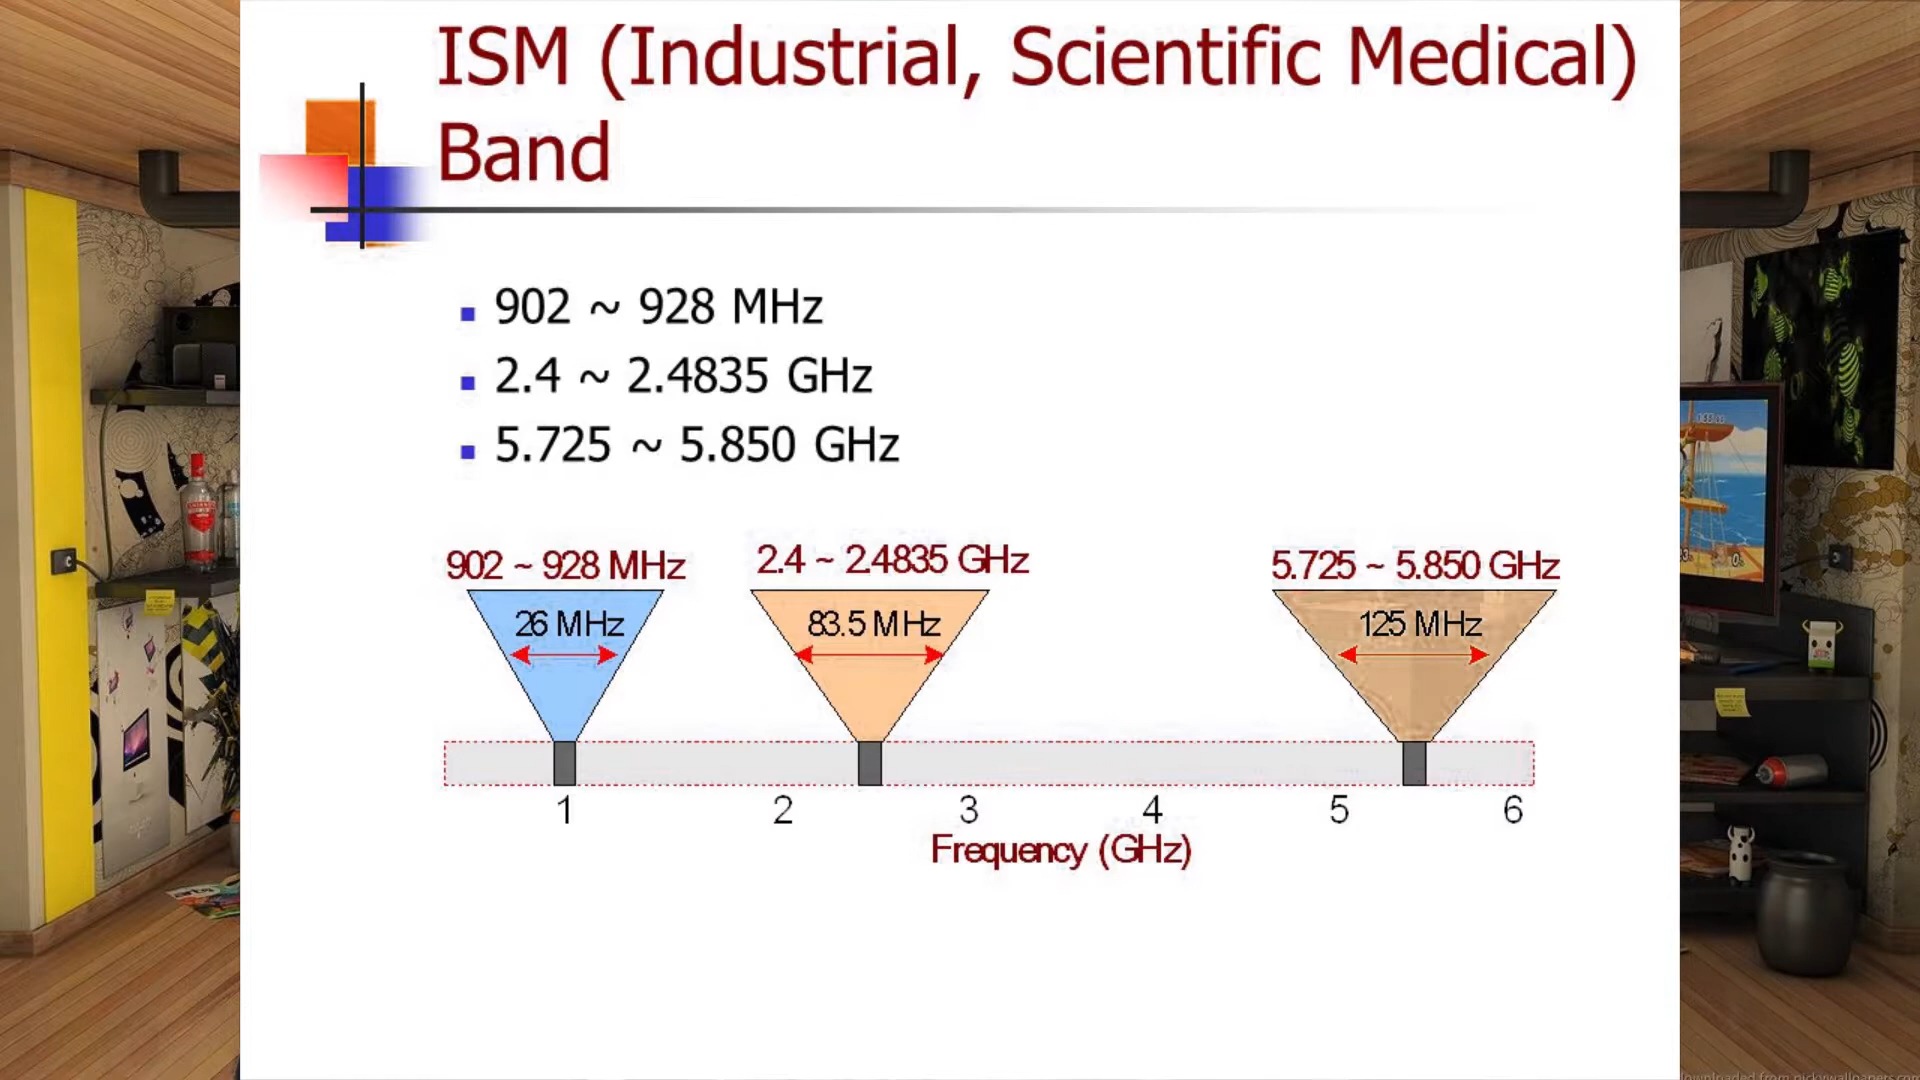 ISM (Industrial, Scientific Medical)
Band
902 ~ 928 MHz
2.4 ~ 2.4835 GHz
5.725 ~ 5.850 GHz
902 ~ 928 MHz
2.4 ~ 2.4835 GHz
5.725 ~ 5.850 GHz
26 MHz
83.5 MHz
125 MHz
1 2 3 4 5 6
Frequency (GHz)